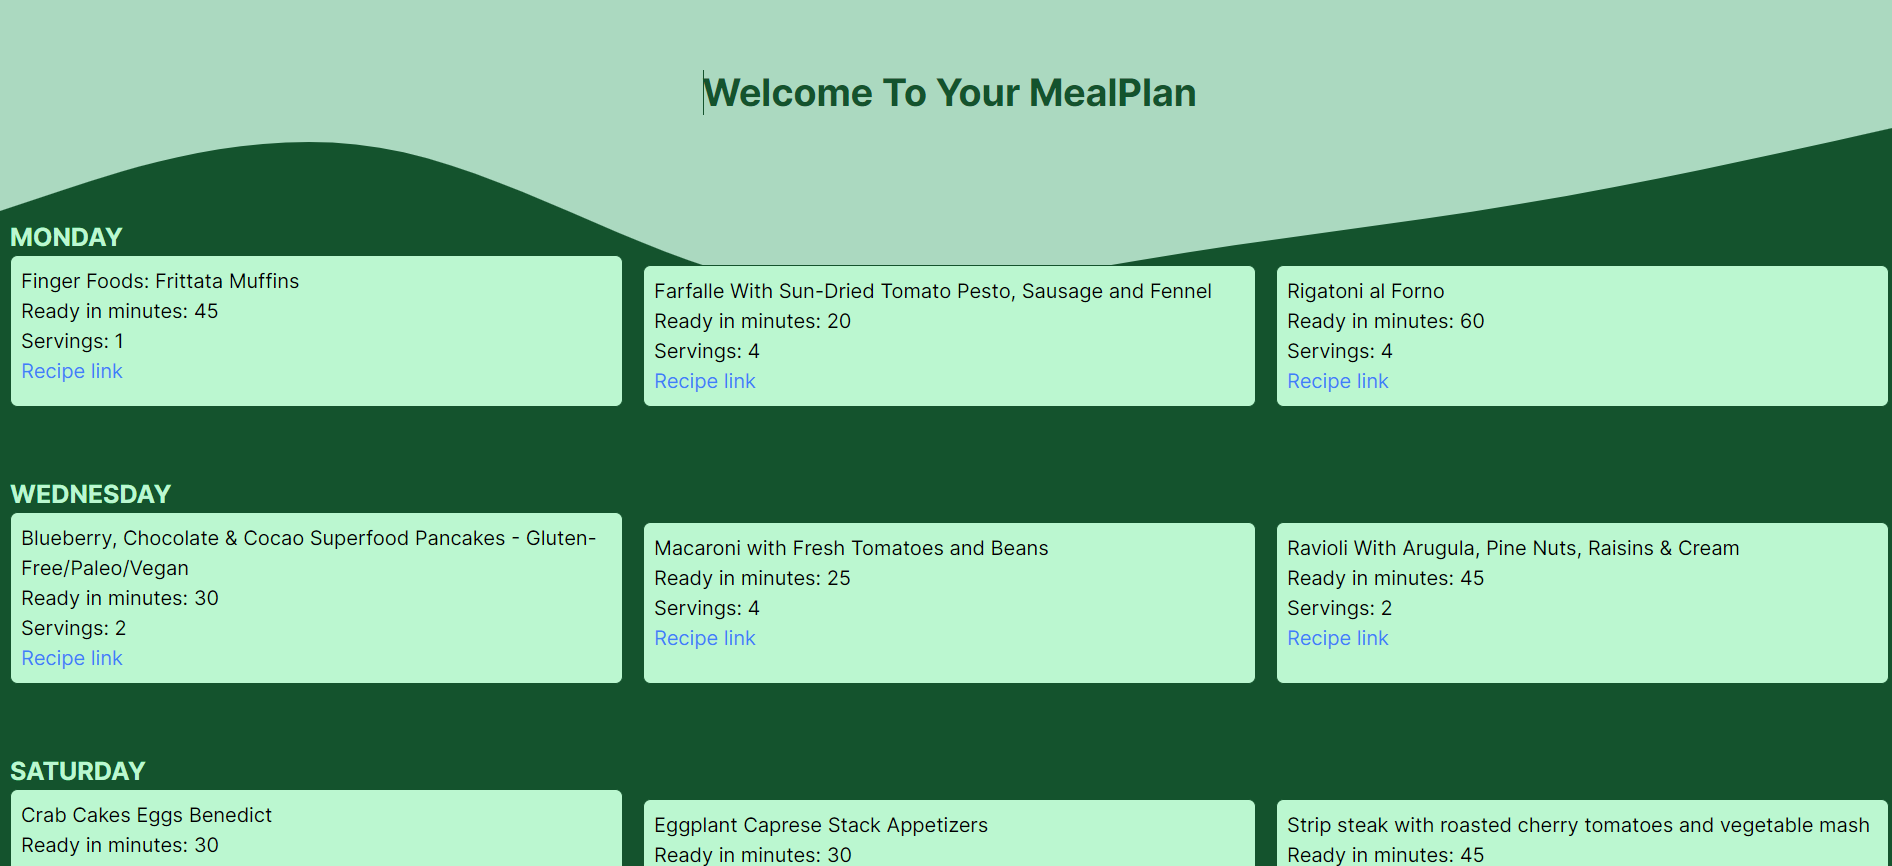 Welcome To Your MealPlan
MONDAY
Finger Foods: Frittata Muffins
Ready in minutes: 45
Servings: 1
Recipe link
Farfalle With Sun-Dried Tomato Pesto, Sausage and Fennel
Ready in minutes: 20
Servings: 4
Recipe link
Rigatoni al Forno
Ready in minutes: 60
Servings: 4
Recipe link
WEDNESDAY
Blueberry, Chocolate & Cocao Superfood Pancakes - Gluten-
Free/Paleo/Vegan
Ready in minutes: 30
Servings: 2
Recipe link
Macaroni with Fresh Tomatoes and Beans
Ready in minutes: 25
Servings: 4
Recipe link
Ravioli With Arugula, Pine Nuts, Raisins & Cream
Ready in minutes: 45
Servings: 2
Recipe link
SATURDAY
Crab Cakes Eggs Benedict
Ready in minutes: 30
Eggplant Caprese Stack Appetizers
Ready in minutes: 30
Strip steak with roasted cherry tomatoes and vegetable mash
Ready in minutes: 45